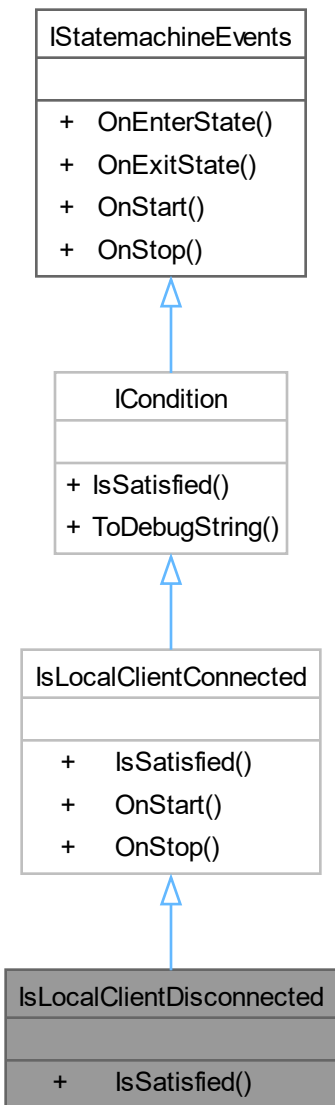 IStatemachineEvents
+ OnEnterState()
+ OnExitState()
+ OnStart()
+ OnStop()
ICondition
+ IsSatisfied()
+ ToDebugString()
IsLocalClientConnected
+ IsSatisfied()
+ OnStart()
+ OnStop()
IsLocalClientDisconnected
+ IsSatisfied()